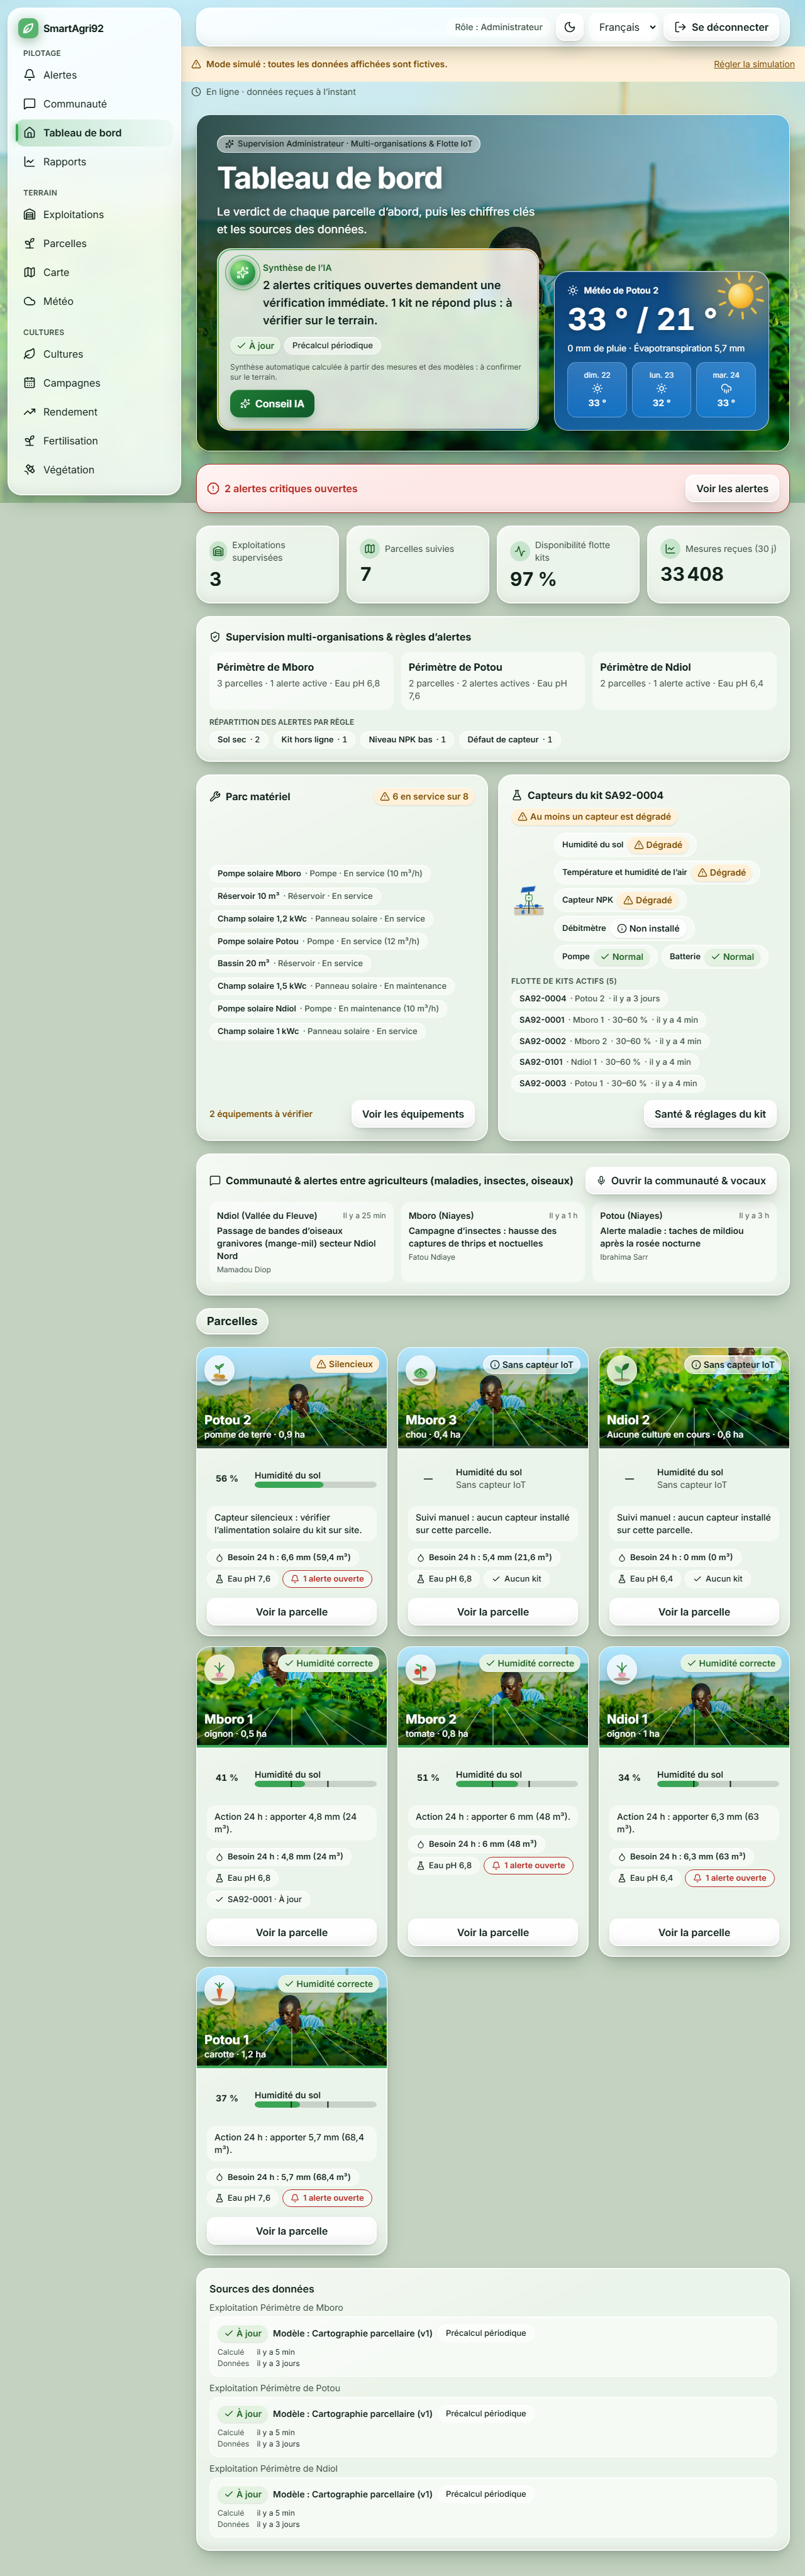 SmartAgri92
PILOTAGE
Alertes
Communauté
Tableau de bord
Rapports
TERRAIN
Exploitations
Parcelles
Carte
Météo
CULTURES
Cultures
Campagnes
Rendement
Fertilisation
Végétation
Rôle : Administrateur
Français
Se déconnecter
Mode simulé : toutes les données affichées sont fictives.
Régler la simulation
En ligne · données reçues à l’instant
Supervision Administrateur · Multi-organisations & Flotte IoT
Tableau de bord
Le verdict de chaque parcelle d’abord, puis les chiffres clés
et les sources des données.
Synthèse de l’IA
2 alertes critiques ouvertes demandent une
vérification immédiate. 1 kit ne répond plus : à
vérifier sur le terrain.
À jour
Précalcul périodique
Synthèse automatique calculée à partir des mesures et des modèles : à confirmer
sur le terrain.
Conseil IA
Météo de Potou 2
33 ° / 21 °
0 mm de pluie · Évapotranspiration 5,7 mm
dim. 22
33 °
lun. 23
32 °
mar. 24
33 °
2 alertes critiques ouvertes
Voir les alertes
Exploitations
supervisées
3
Parcelles suivies
7
Disponibilité flotte
kits
97 %
Mesures reçues (30 j)
33 408
Supervision multi-organisations & règles d’alertes
Périmètre de Mboro
3 parcelles · 1 alerte active · Eau pH 6,8
Périmètre de Potou
2 parcelles · 2 alertes actives · Eau pH
7,6
Périmètre de Ndiol
2 parcelles · 1 alerte active · Eau pH 6,4
RÉPARTITION DES ALERTES PAR RÈGLE
Sol sec · 2
Kit hors ligne · 1
Niveau NPK bas · 1
Défaut de capteur · 1
Parc matériel
6 en service sur 8
Pompe solaire Mboro · Pompe · En service (10 m³/h)
Réservoir 10 m³ · Réservoir · En service
Champ solaire 1,2 kWc · Panneau solaire · En service
Pompe solaire Potou · Pompe · En service (12 m³/h)
Bassin 20 m³ · Réservoir · En service
Champ solaire 1,5 kWc · Panneau solaire · En maintenance
Pompe solaire Ndiol · Pompe · En maintenance (10 m³/h)
Champ solaire 1 kWc · Panneau solaire · En service
2 équipements à vérifier
Voir les équipements
Capteurs du kit SA92-0004
Au moins un capteur est dégradé
Humidité du sol
Dégradé
Température et humidité de l’air
Dégradé
Capteur NPK
Dégradé
Débitmètre
Non installé
Pompe
Normal
Batterie
Normal
FLOTTE DE KITS ACTIFS (5)
SA92-0004 · Potou 2 · il y a 3 jours
SA92-0001 · Mboro 1 · 30–60 % · il y a 4 min
SA92-0002 · Mboro 2 · 30–60 % · il y a 4 min
SA92-0101 · Ndiol 1 · 30–60 % · il y a 4 min
SA92-0003 · Potou 1 · 30–60 % · il y a 4 min
Santé & réglages du kit
Communauté & alertes entre agriculteurs (maladies, insectes, oiseaux)
Ouvrir la communauté & vocaux
Ndiol (Vallée du Fleuve)
Il y a 25 min
Passage de bandes d’oiseaux
granivores (mange-mil) secteur Ndiol
Nord
Mamadou Diop
Mboro (Niayes)
Il y a 1 h
Campagne d’insectes : hausse des
captures de thrips et noctuelles
Fatou Ndiaye
Potou (Niayes)
Il y a 3 h
Alerte maladie : taches de mildiou
après la rosée nocturne
Ibrahima Sarr
Parcelles
Silencieux
Potou 2
pomme de terre · 0,9 ha
56 %
Humidité du sol
Capteur silencieux : vérifier
l’alimentation solaire du kit sur site.
Besoin 24 h : 6,6 mm (59,4 m³)
Eau pH 7,6
1 alerte ouverte
Voir la parcelle
Sans capteur IoT
Mboro 3
chou · 0,4 ha
—
Humidité du sol
Sans capteur IoT
Suivi manuel : aucun capteur installé
sur cette parcelle.
Besoin 24 h : 5,4 mm (21,6 m³)
Eau pH 6,8
Aucun kit
Voir la parcelle
Sans capteur IoT
Ndiol 2
Aucune culture en cours · 0,6 ha
—
Humidité du sol
Sans capteur IoT
Suivi manuel : aucun capteur installé
sur cette parcelle.
Besoin 24 h : 0 mm (0 m³)
Eau pH 6,4
Aucun kit
Voir la parcelle
Humidité correcte
Mboro 1
oignon · 0,5 ha
41 %
Humidité du sol
Action 24 h : apporter 4,8 mm (24
m³).
Besoin 24 h : 4,8 mm (24 m³)
Eau pH 6,8
SA92-0001 · À jour
Voir la parcelle
Humidité correcte
Mboro 2
tomate · 0,8 ha
51 %
Humidité du sol
Action 24 h : apporter 6 mm (48 m³).
Besoin 24 h : 6 mm (48 m³)
Eau pH 6,8
1 alerte ouverte
Voir la parcelle
Humidité correcte
Ndiol 1
oignon · 1 ha
34 %
Humidité du sol
Action 24 h : apporter 6,3 mm (63
m³).
Besoin 24 h : 6,3 mm (63 m³)
Eau pH 6,4
1 alerte ouverte
Voir la parcelle
Humidité correcte
Potou 1
carotte · 1,2 ha
37 %
Humidité du sol
Action 24 h : apporter 5,7 mm (68,4
m³).
Besoin 24 h : 5,7 mm (68,4 m³)
Eau pH 7,6
1 alerte ouverte
Voir la parcelle
Sources des données
Exploitation Périmètre de Mboro
À jour
Modèle : Cartographie parcellaire (v1)
Précalcul périodique
Calculé il y a 5 min
Données il y a 3 jours
Exploitation Périmètre de Potou
À jour
Modèle : Cartographie parcellaire (v1)
Précalcul périodique
Calculé il y a 5 min
Données il y a 3 jours
Exploitation Périmètre de Ndiol
À jour
Modèle : Cartographie parcellaire (v1)
Précalcul périodique
Calculé il y a 5 min
Données il y a 3 jours